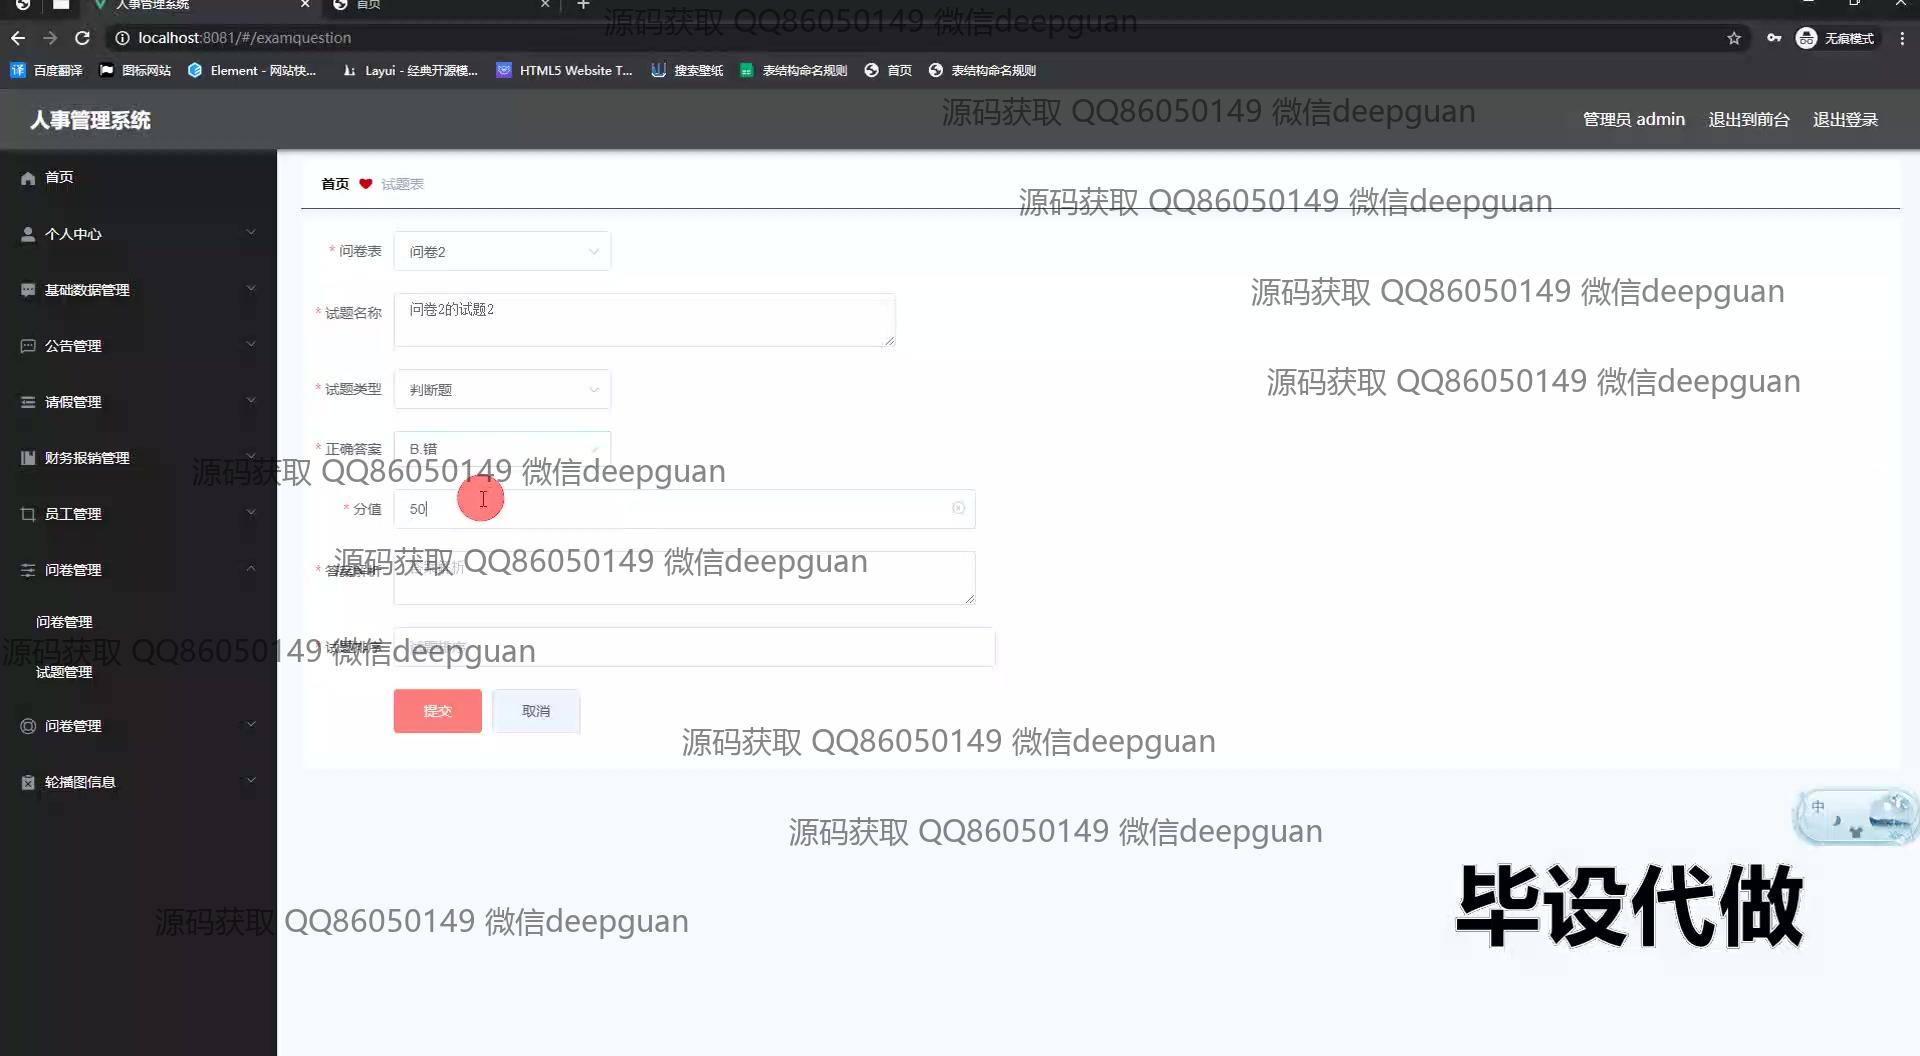 人事管理系统
首页
源码获取 QQ86050149 微信deepguan
localhost:8081/#/examquestion
无痕模式
百度翻译
图标网站
Element - 网站快...
Layui - 经典开源模...
HTML5 Website T...
搜索壁纸
表结构命名规则
首页
表结构命名规则
人事管理系统
源码获取 QQ86050149 微信deepguan
管理员 admin
退出到前台
退出登录
首页
个人中心
基础数据管理
公告管理
请假管理
财务报销管理
员工管理
问卷管理
问卷管理
试题管理
问卷管理
轮播图信息
首页 试题表
源码获取 QQ86050149 微信deepguan
* 问卷表 问卷2
源码获取 QQ86050149 微信deepguan
* 试题名称 问卷2的试题2
* 试题类型 判断题
源码获取 QQ86050149 微信deepguan
* 正确答案 B.错
源码获取 QQ86050149 微信deepguan
* 分值 50
源码获取 QQ86050149 微信deepguan
源码获取 QQ86050149 微信deepguan
提交
取消
源码获取 QQ86050149 微信deepguan
中
源码获取 QQ86050149 微信deepguan
毕设代做
源码获取 QQ86050149 微信deepguan